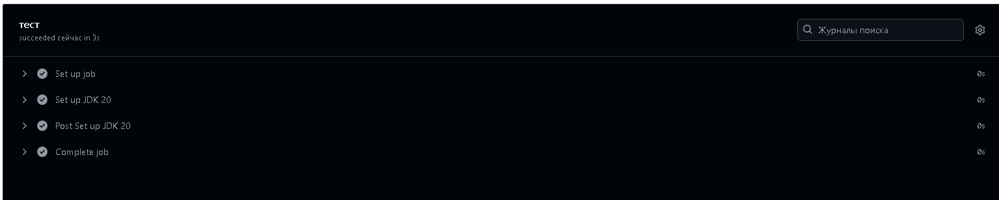 тест
succeeded сейчас in 3s
Журналы поиска
Set up job 0s
Set up JDK 20 0s
Post Set up JDK 20 0s
Complete job 0s